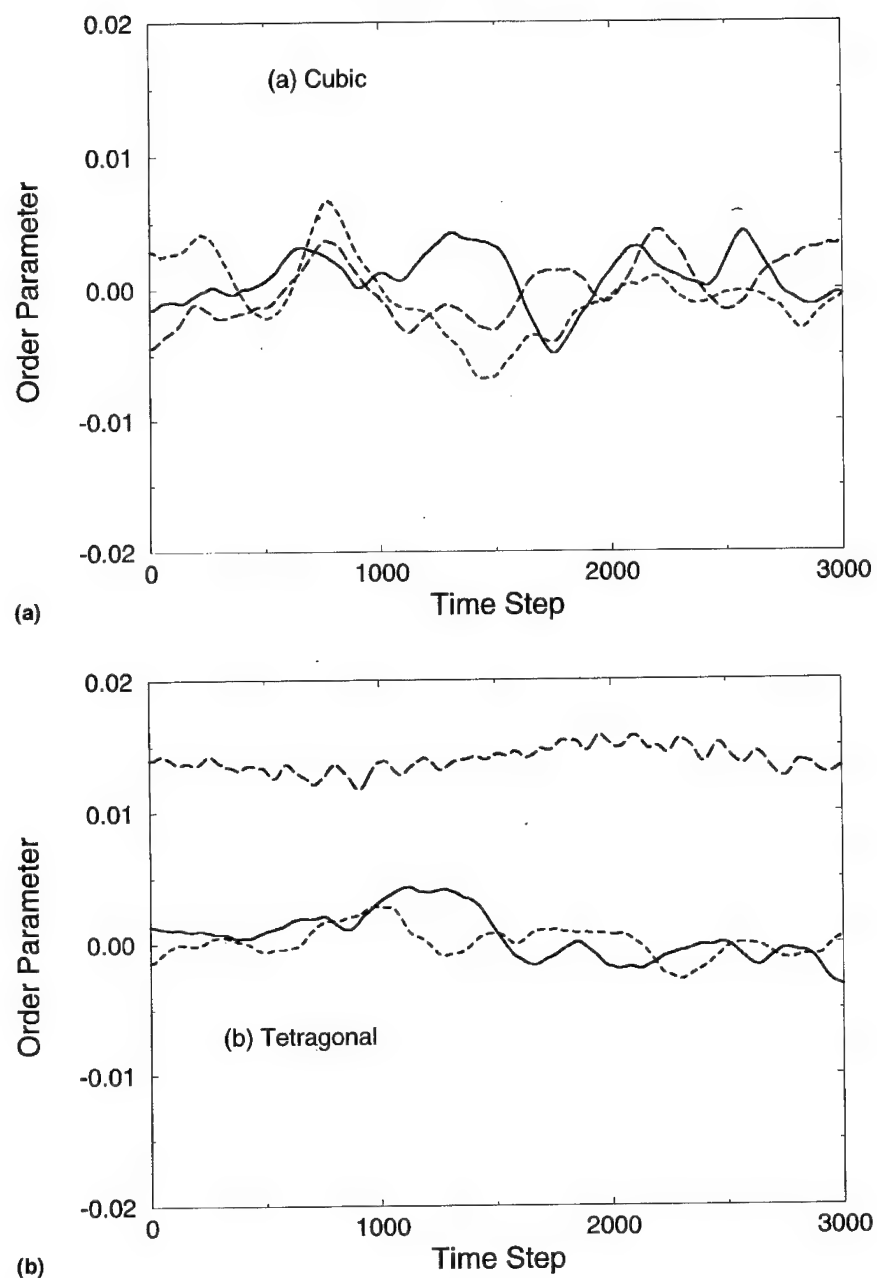 0.02
(a) Cubic
0.01
Order Parameter
0.00
-0.01
-0.02
0 1000 2000 3000
Time Step
(a)
0.02
0.01
Order Parameter
0.00
(b) Tetragonal
-0.01
-0.02
0 1000 2000 3000
Time Step
(b)